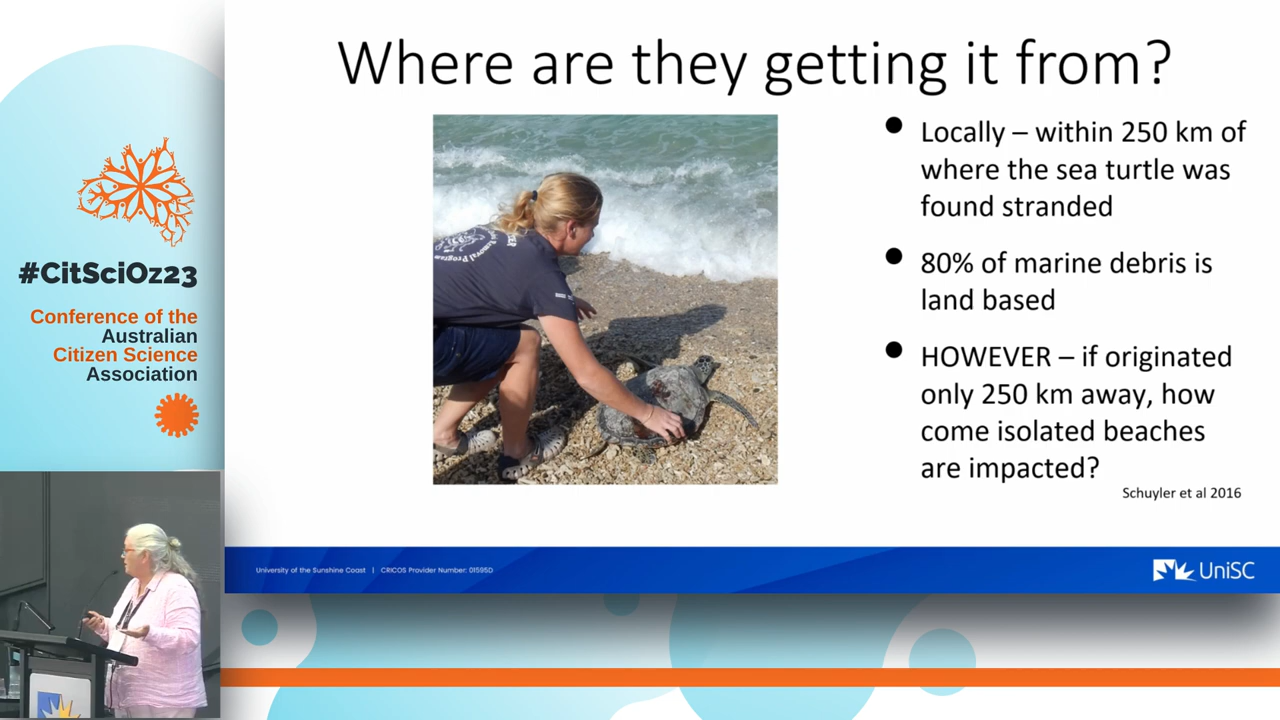 Where are they getting it from?
#CitSciOz23
Conference of the
Australian
Citizen Science
Association
Locally – within 250 km of
where the sea turtle was
found stranded
80% of marine debris is
land based
HOWEVER – if originated
only 250 km away, how
come isolated beaches
are impacted?
Schuyler et al 2016
University of the Sunshine Coast | CRICOS Provider Number: 01595D
UniSC